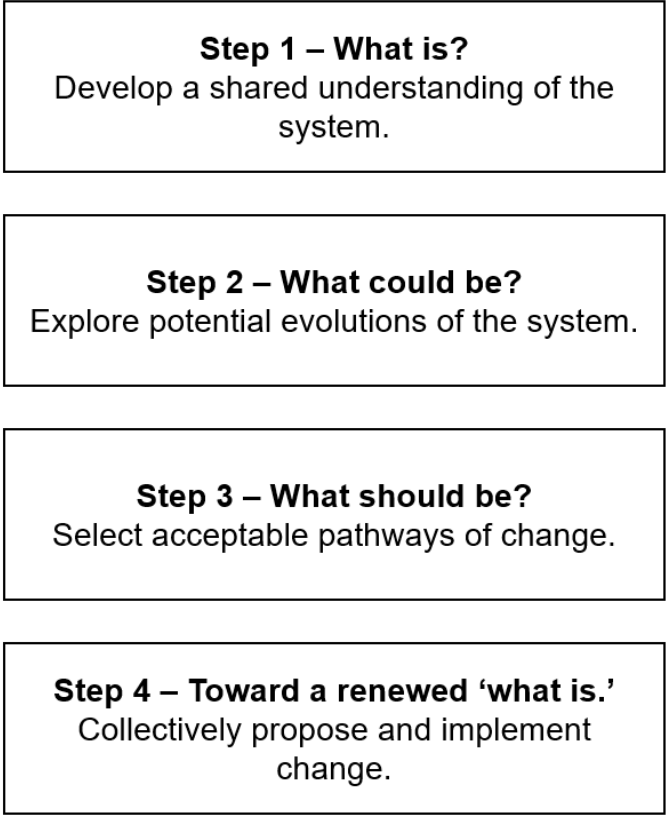 Step 1 – What is?
Develop a shared understanding of the
system.
Step 2 – What could be?
Explore potential evolutions of the system.
Step 3 – What should be?
Select acceptable pathways of change.
Step 4 – Toward a renewed ‘what is.’
Collectively propose and implement
change.